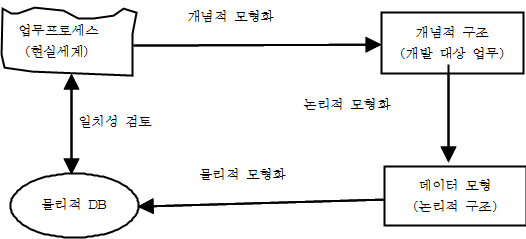 업무프로세스
(현실세계)
개념적 모형화
개념적 구조
(개발 대상 업무)
논리적 모형화
일치성 검토
물리적 모형화
물리적 DB
데이터 모형
(논리적 구조)